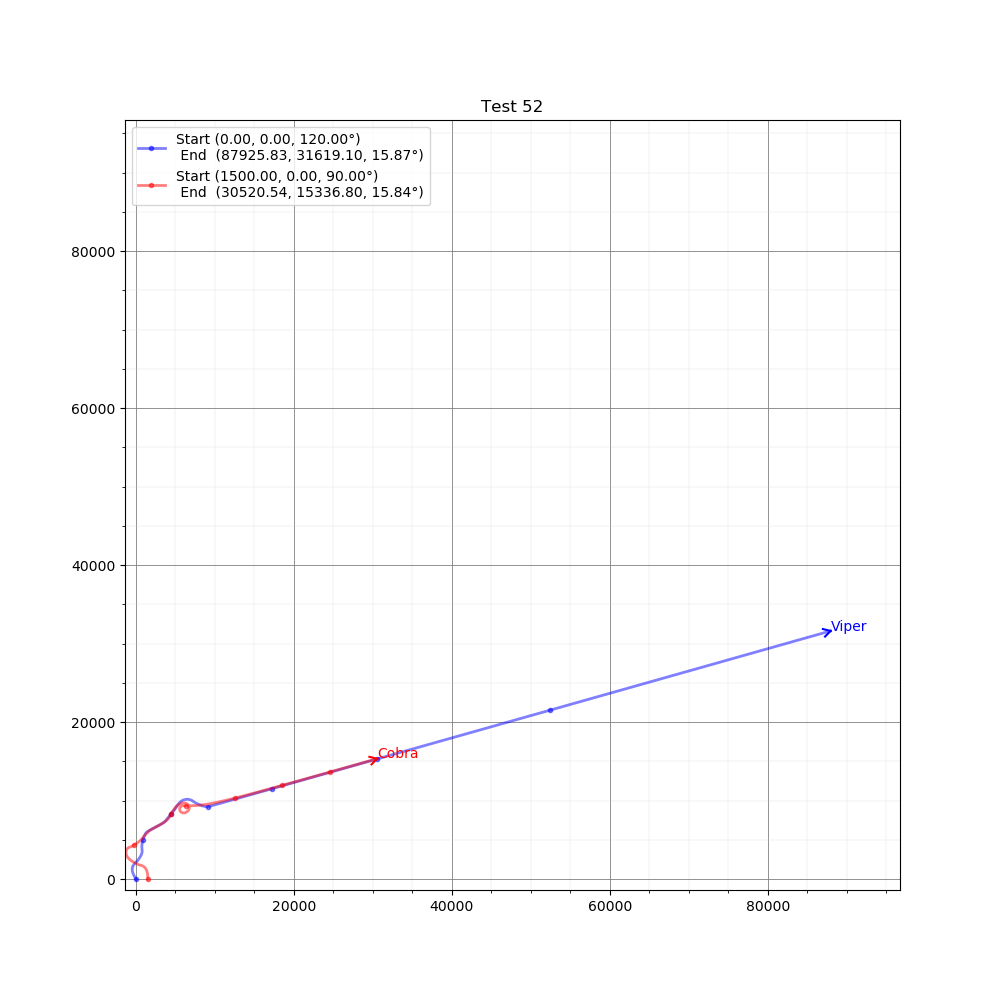 Test 52
Start (0.00, 0.00, 120.00°)
End  (87925.83, 31619.10, 15.87°)
Start (1500.00, 0.00, 90.00°)
End  (30520.54, 15336.80, 15.84°)
80000
60000
40000
20000
0
Viper
Cobra
0
20000
40000
60000
80000